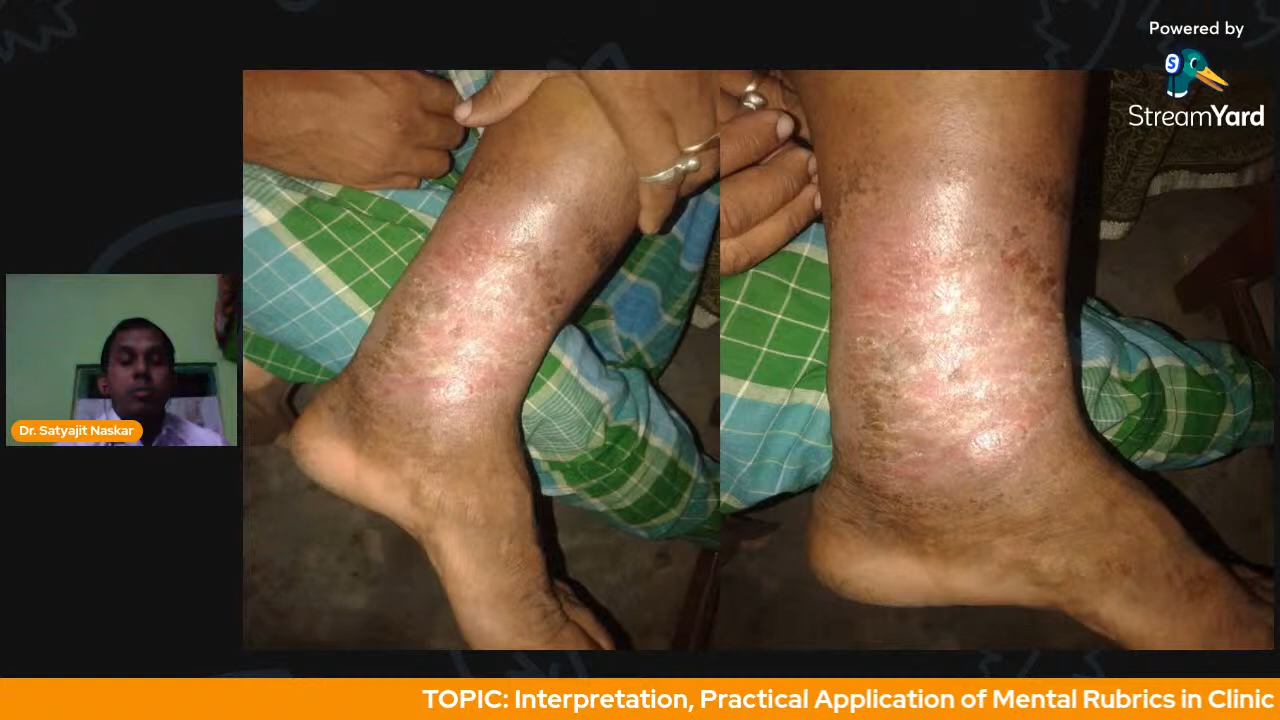 Powered by
S
StreamYard
Dr. Satyajit Naskar
TOPIC: Interpretation, Practical Application of Mental Rubrics in Clinic